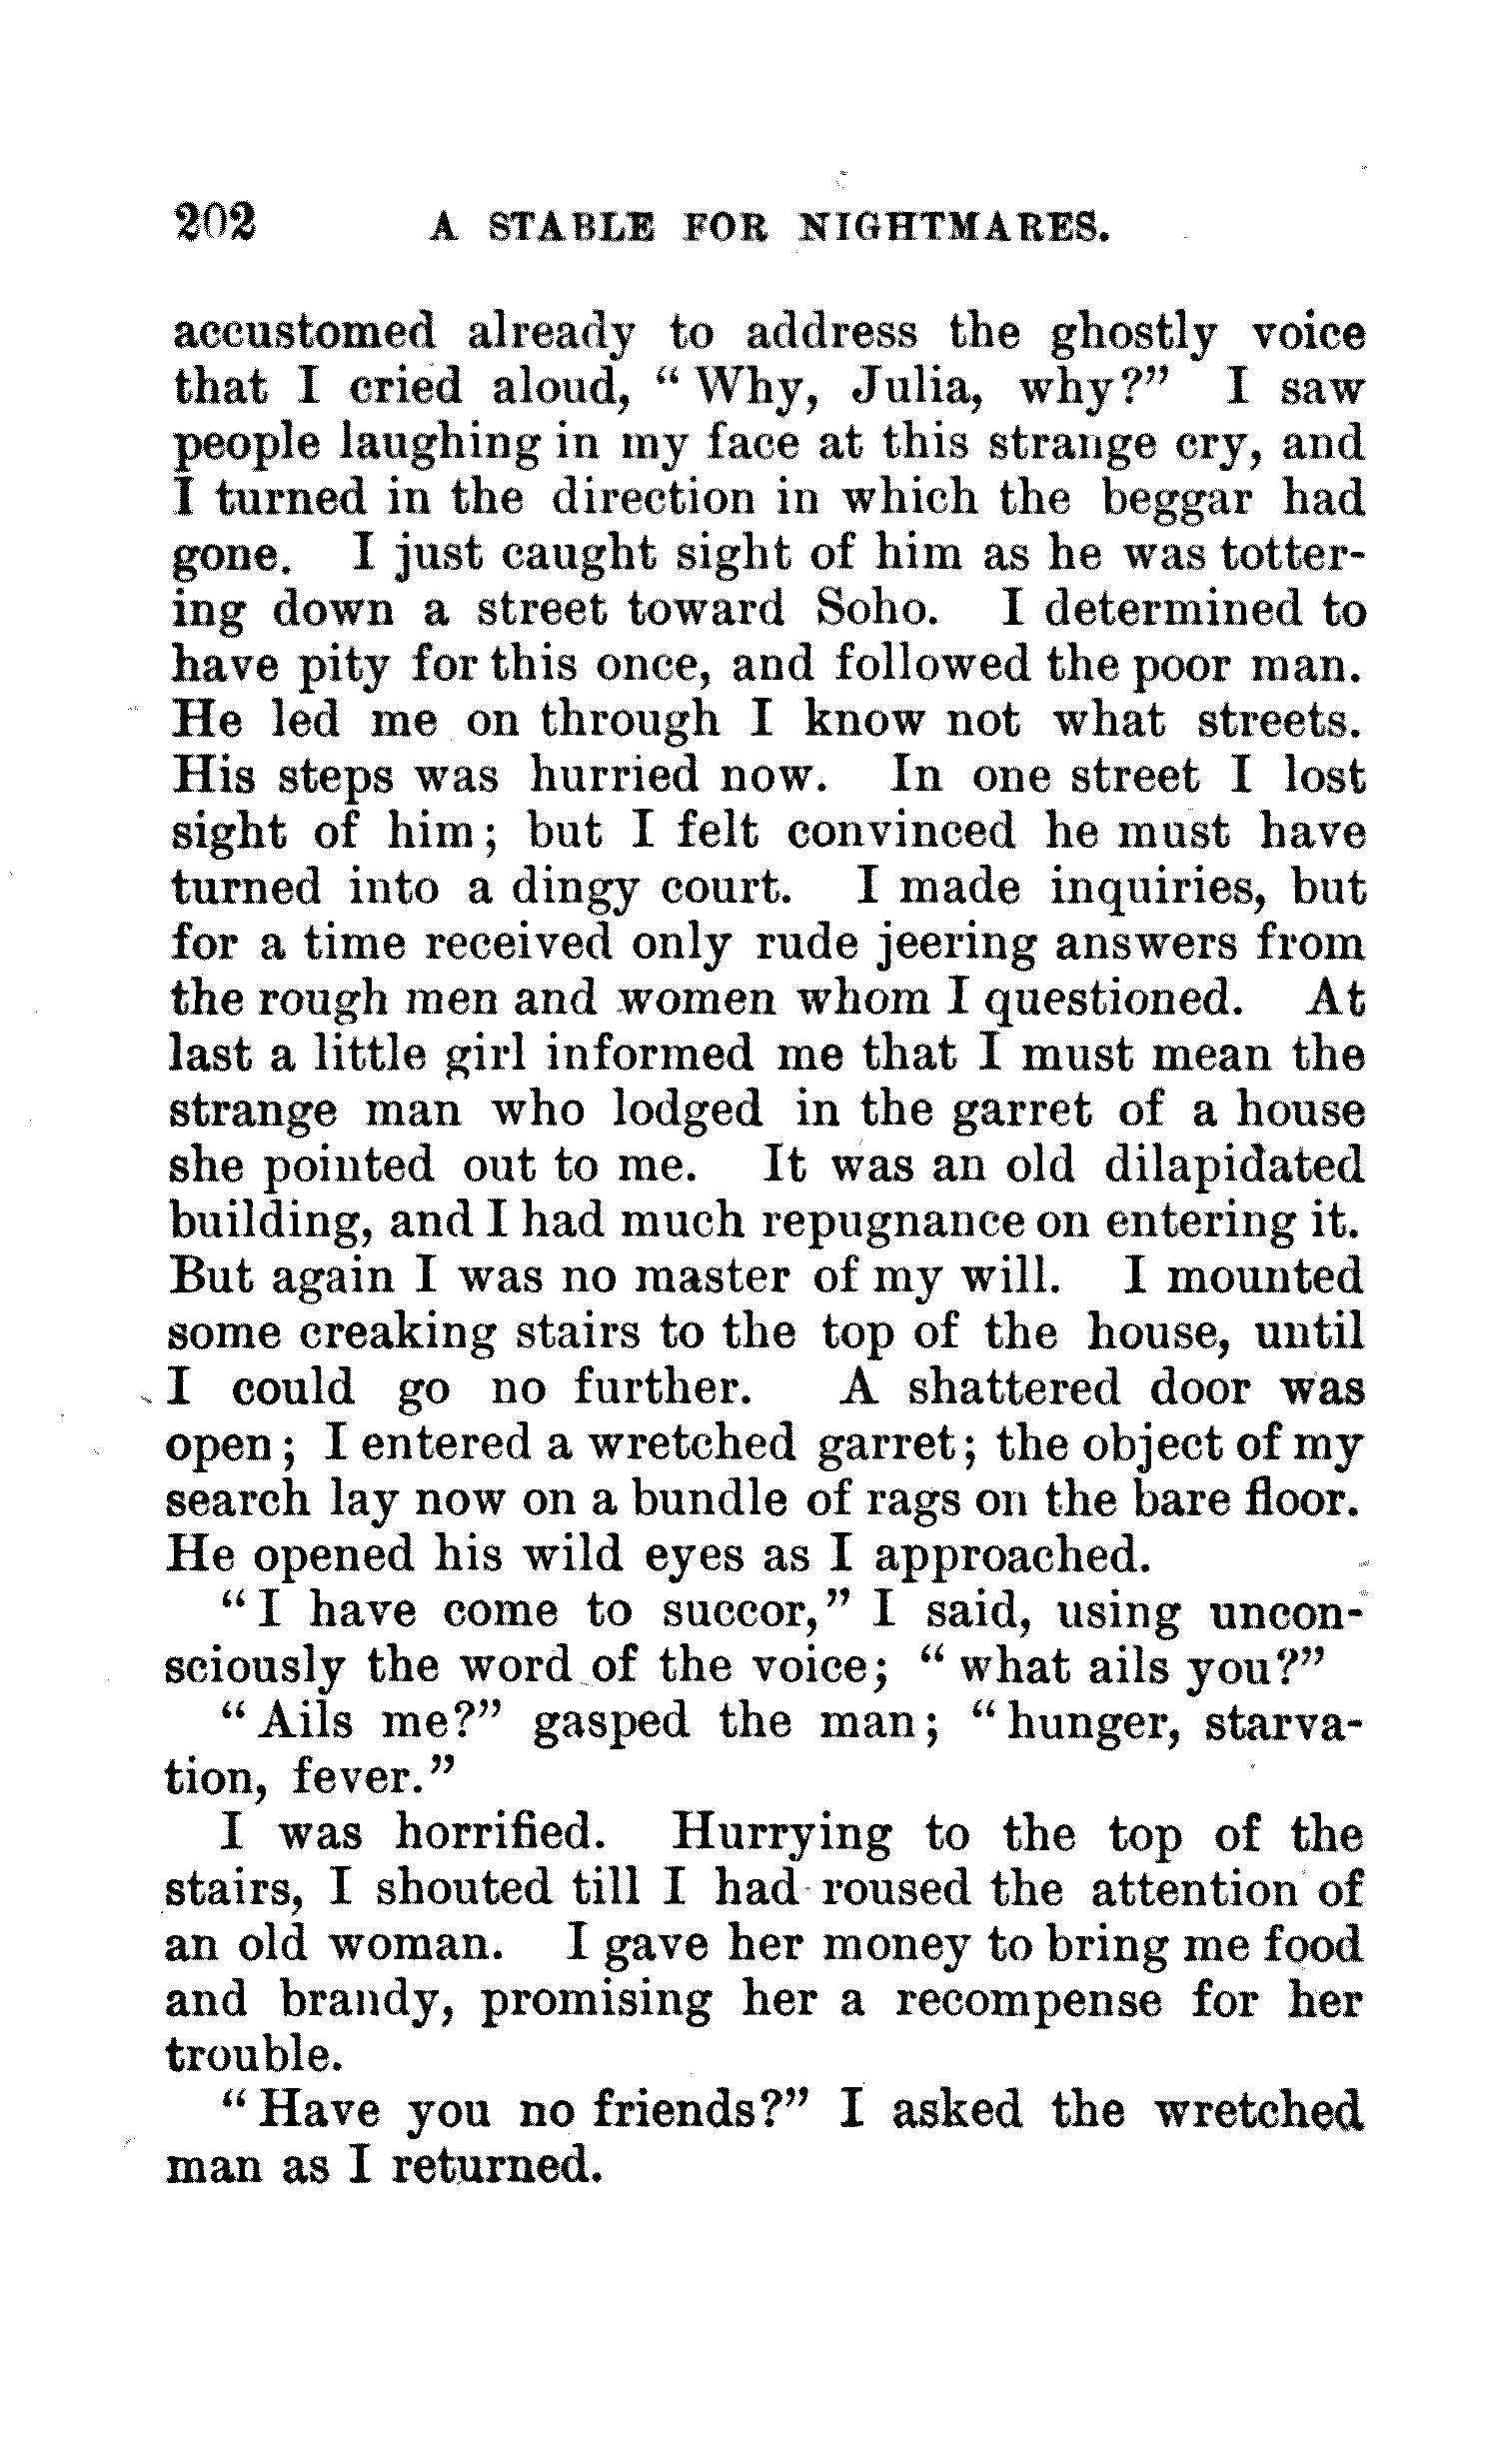 202 A STABLE FOR NIGHTMARES.
accustomed already to address the ghostly voice
that I cried aloud, “Why, Julia, why?” I saw
people laughing in my face at this strange cry, and
I turned in the direction in which the beggar had
gone. I just caught sight of him as he was totter-
ing down a street toward Soho. I determined to
have pity for this once, and followed the poor man.
He led me on through I know not what streets.
His steps was hurried now. In one street I lost
sight of him; but I felt convinced he must have
turned into a dingy court. I made inquiries, but
for a time received only rude jeering answers from
the rough men and women whom I questioned. At
last a little girl informed me that I must mean the
strange man who lodged in the garret of a house
she pointed out to me. It was an old dilapidated
building, and I had much repugnance on entering it.
But again I was no master of my will. I mounted
some creaking stairs to the top of the house, until
I could go no further. A shattered door was
open; I entered a wretched garret; the object of my
search lay now on a bundle of rags on the bare floor.
He opened his wild eyes as I approached.
“I have come to succor,” I said, using uncon-
sciously the word of the voice; “what ails you?”
“Ails me?” gasped the man; “hunger, starva-
tion, fever.”
I was horrified. Hurrying to the top of the
stairs, I shouted till I had roused the attention of
an old woman. I gave her money to bring me food
and brandy, promising her a recompense for her
trouble.
“Have you no friends?” I asked the wretched
man as I returned.